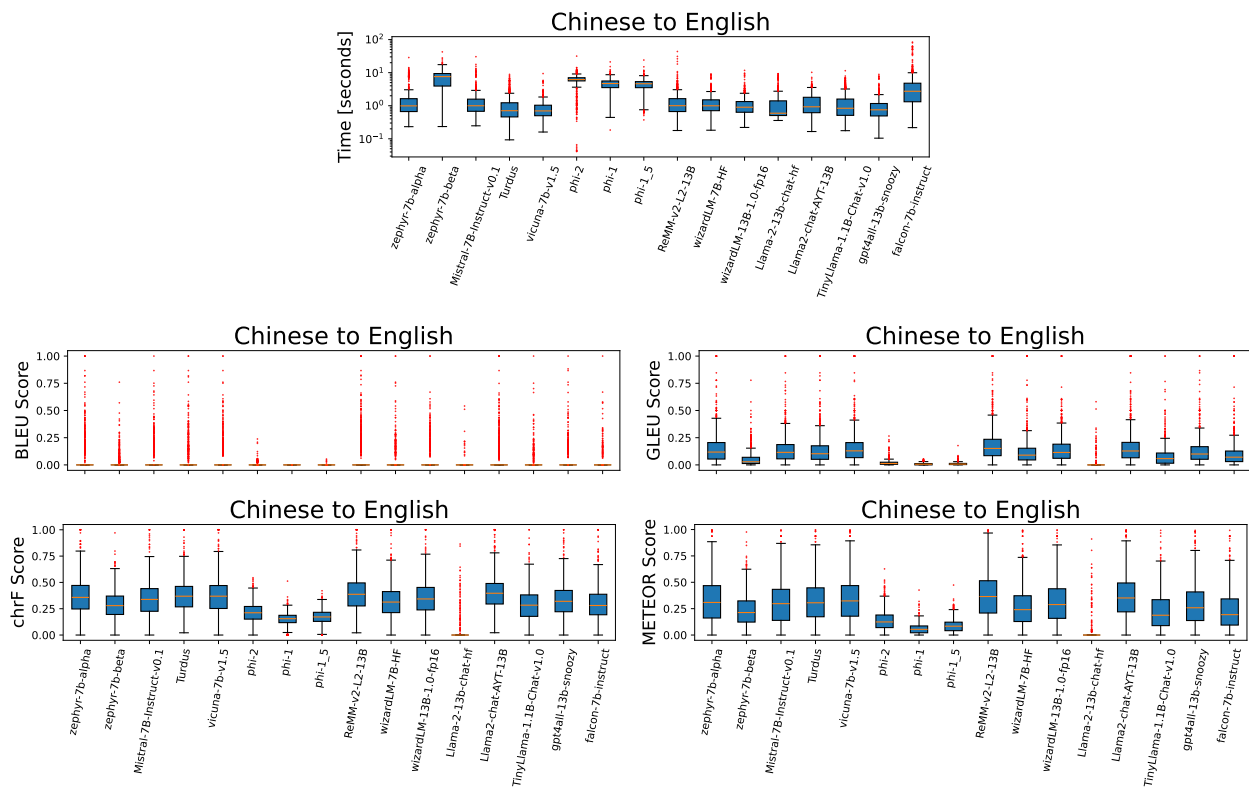 Chinese to English
Time [seconds]
10²
10¹
10⁰
10⁻¹
zephyr-7b-alpha
zephyr-7b-beta
Mistral-7B-Instruct-v0.1
Turdus
vicuna-7b-v1.5
phi-2
phi-1
phi-1_5
ReMM-v2-L2-13B
wizardLM-7B-HF
wizardLM-13B-1.0-fp16
Llama-2-13b-chat-hf
Llama2-chat-AYT-13B
TinyLlama-1.1B-Chat-v1.0
gpt4all-13b-snoozy
falcon-7b-instruct
Chinese to English
BLEU Score
1.00
0.75
0.50
0.25
0.00
Chinese to English
GLEU Score
1.00
0.75
0.50
0.25
0.00
Chinese to English
chrF Score
1.00
0.75
0.50
0.25
0.00
zephyr-7b-alpha
zephyr-7b-beta
Mistral-7B-Instruct-v0.1
Turdus
vicuna-7b-v1.5
phi-2
phi-1
phi-1_5
ReMM-v2-L2-13B
wizardLM-7B-HF
wizardLM-13B-1.0-fp16
Llama-2-13b-chat-hf
Llama2-chat-AYT-13B
TinyLlama-1.1B-Chat-v1.0
gpt4all-13b-snoozy
falcon-7b-instruct
Chinese to English
METEOR Score
1.00
0.75
0.50
0.25
0.00
zephyr-7b-alpha
zephyr-7b-beta
Mistral-7B-Instruct-v0.1
Turdus
vicuna-7b-v1.5
phi-2
phi-1
phi-1_5
ReMM-v2-L2-13B
wizardLM-7B-HF
wizardLM-13B-1.0-fp16
Llama-2-13b-chat-hf
Llama2-chat-AYT-13B
TinyLlama-1.1B-Chat-v1.0
gpt4all-13b-snoozy
falcon-7b-instruct